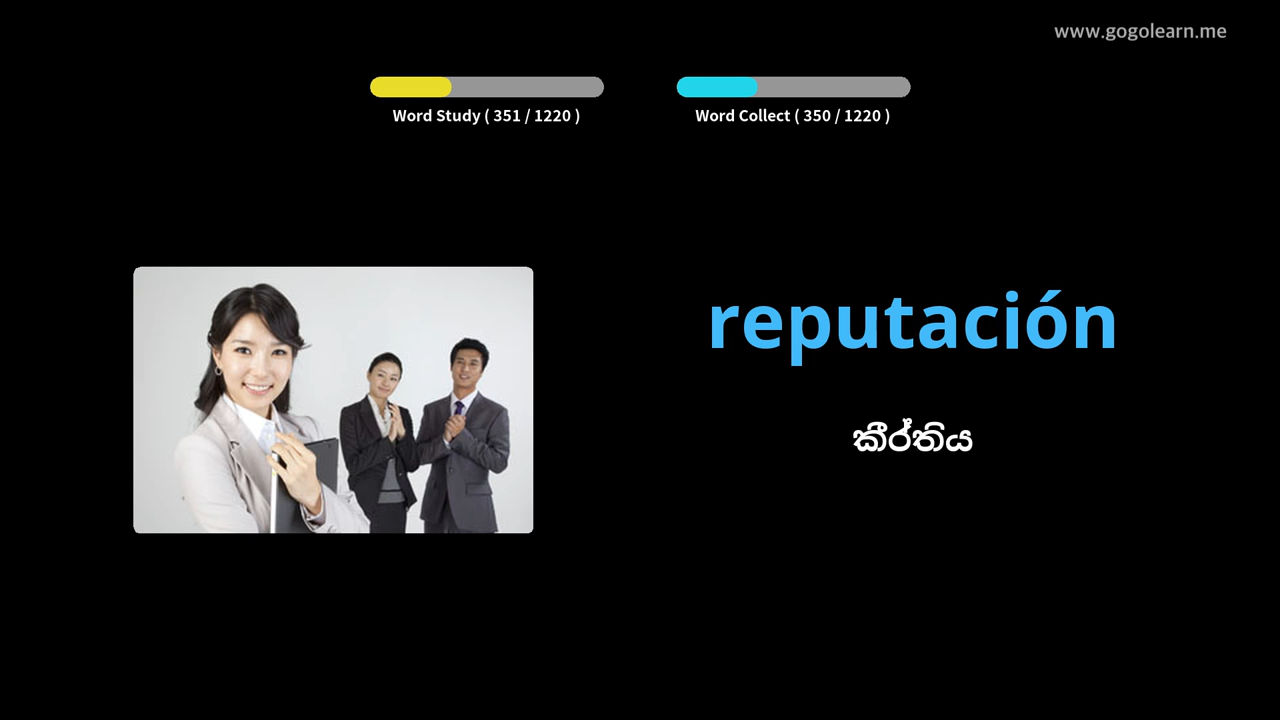 www.gogolearn.me
Word Study ( 351 / 1220 )
Word Collect ( 350 / 1220 )
reputación
කීර්තිය